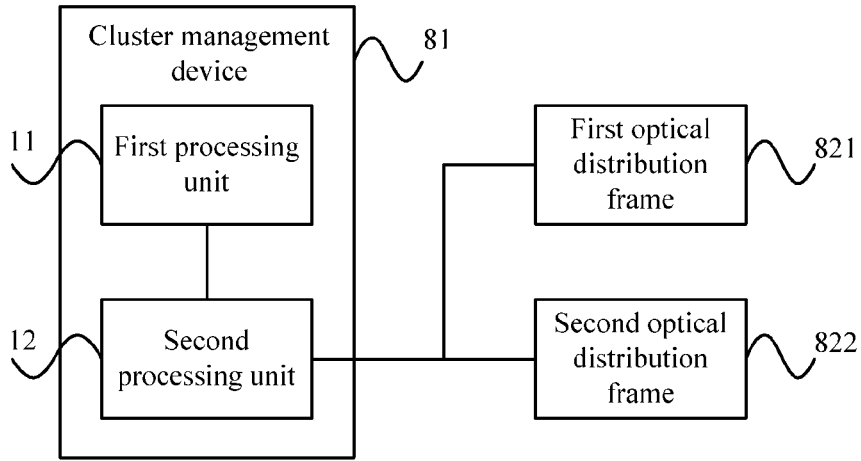 Cluster management
device
81
11
First processing
unit
First optical
distribution
frame
821
12
Second
processing unit
Second optical
distribution
frame
822